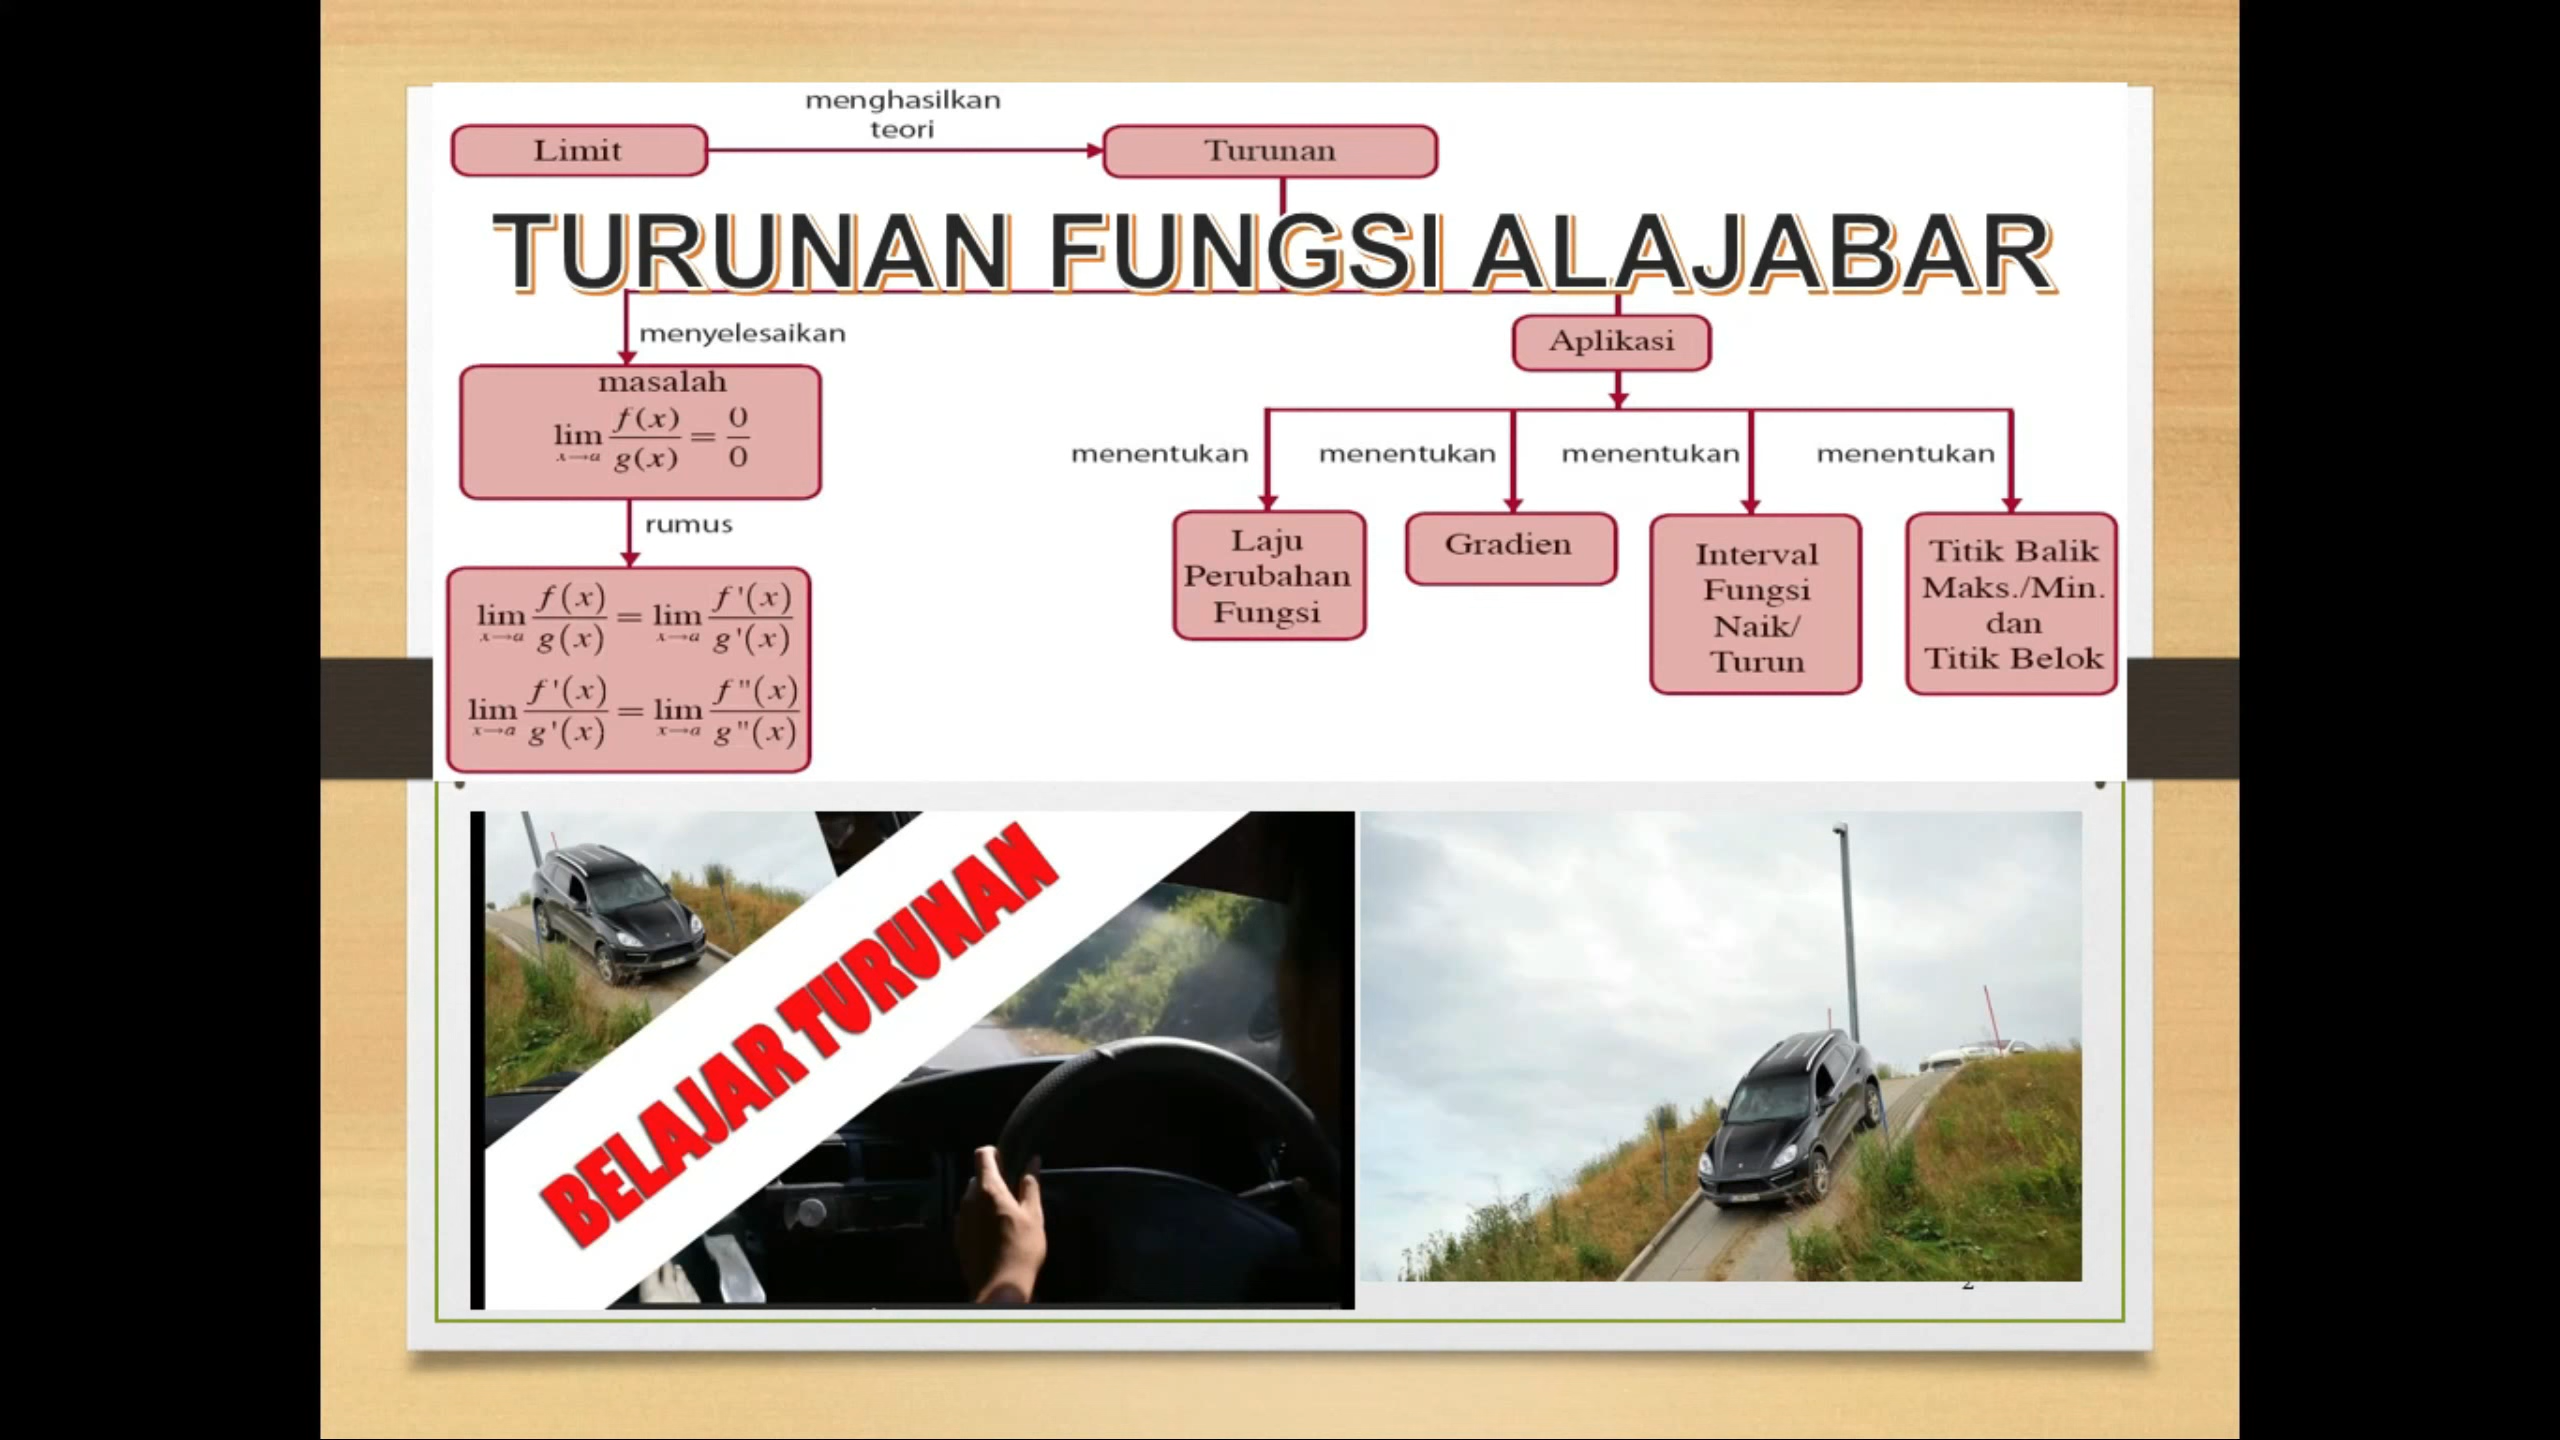 menghasilkan
teori
Limit
Turunan
TURUNAN FUNGSI ALAJABAR
menyelesaikan
masalah
lim x→a f(x)/g(x) = 0/0
rumus
lim x→a f(x)/g(x) = lim x→a f'(x)/g'(x)
lim x→a f'(x)/g'(x) = lim x→a f"(x)/g"(x)
Aplikasi
menentukan
menentukan
menentukan
menentukan
Laju
Perubahan
Fungsi
Gradien
Interval
Fungsi
Naik/
Turun
Titik Balik
Maks./Min.
dan
Titik Belok
BELAJAR TURUNAN
2